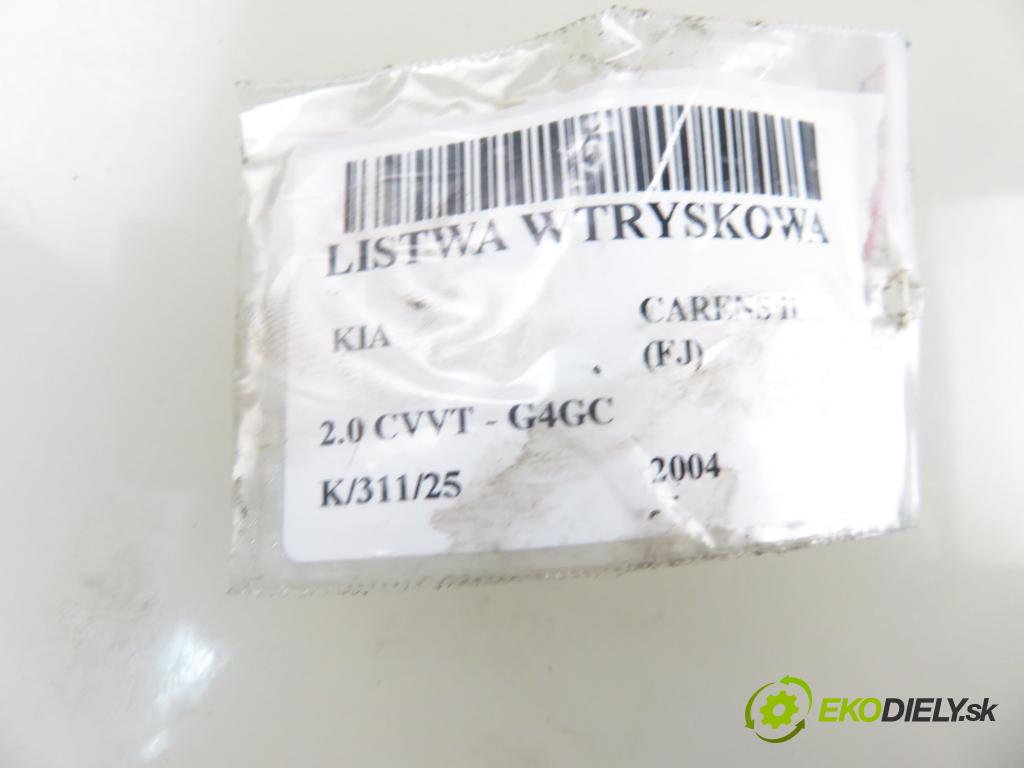 LISTWA WTRYSKOWA
KIA
CARENS II
(FJ)
2.0 CVVT - G4GC
K/311/25
2004
EKODIELY.sk